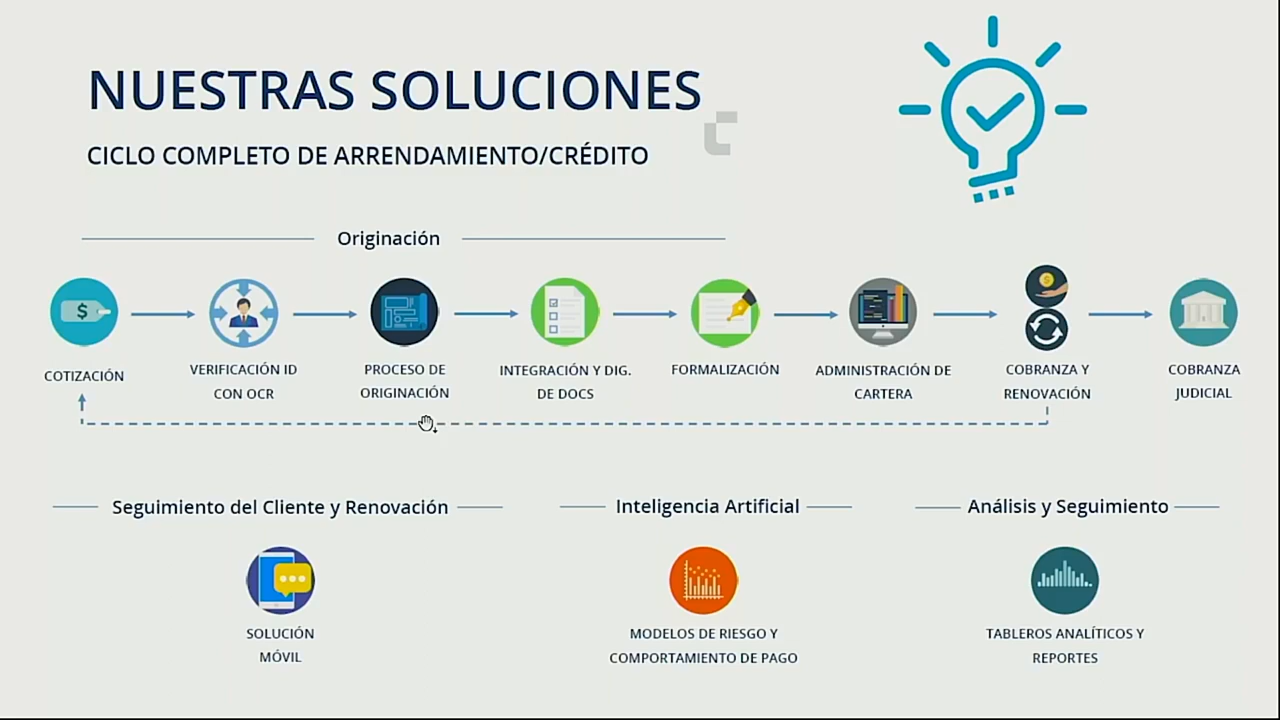 NUESTRAS SOLUCIONES
CICLO COMPLETO DE ARRENDAMIENTO/CRÉDITO
Originación
$
$
COTIZACIÓN
VERIFICACIÓN ID
CON OCR
PROCESO DE
ORIGINACIÓN
INTEGRACIÓN Y DIG.
DE DOCS
FORMALIZACIÓN
ADMINISTRACIÓN DE
CARTERA
COBRANZA Y
RENOVACIÓN
COBRANZA
JUDICIAL
Seguimiento del Cliente y Renovación
Inteligencia Artificial
Análisis y Seguimiento
SOLUCIÓN
MÓVIL
MODELOS DE RIESGO Y
COMPORTAMIENTO DE PAGO
TABLEROS ANALÍTICOS Y
REPORTES